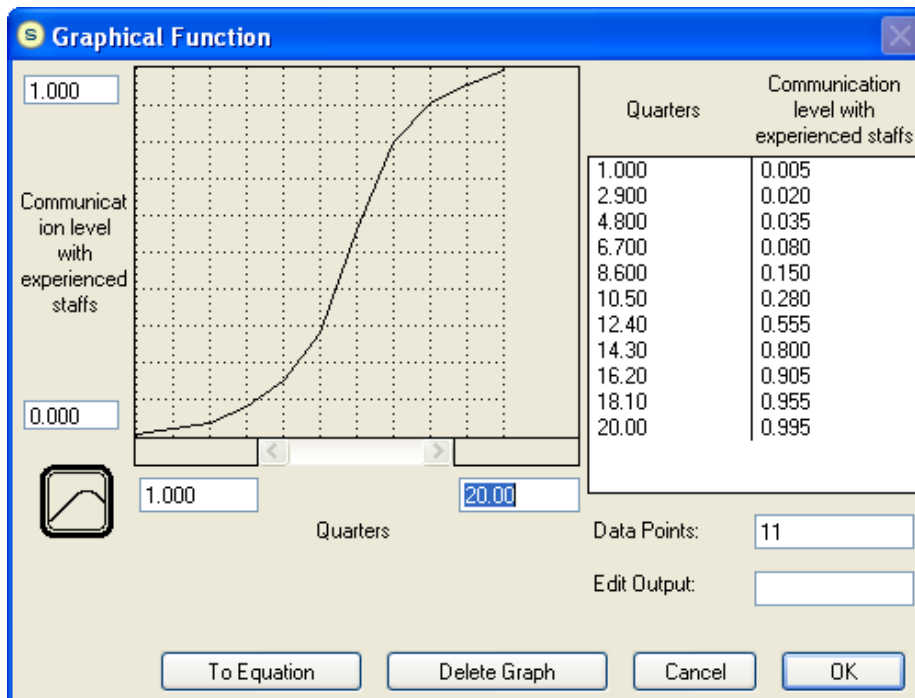 S Graphical Function
1.000
Communicat
ion level
with
experienced
staffs
0.000
1.000
20.00
Quarters
Quarters
Communication
level with
experienced staffs
1.000 0.005
2.900 0.020
4.800 0.035
6.700 0.080
8.600 0.150
10.50 0.280
12.40 0.555
14.30 0.800
16.20 0.905
18.10 0.955
20.00 0.995
Data Points: 11
Edit Output:
To Equation Delete Graph Cancel OK